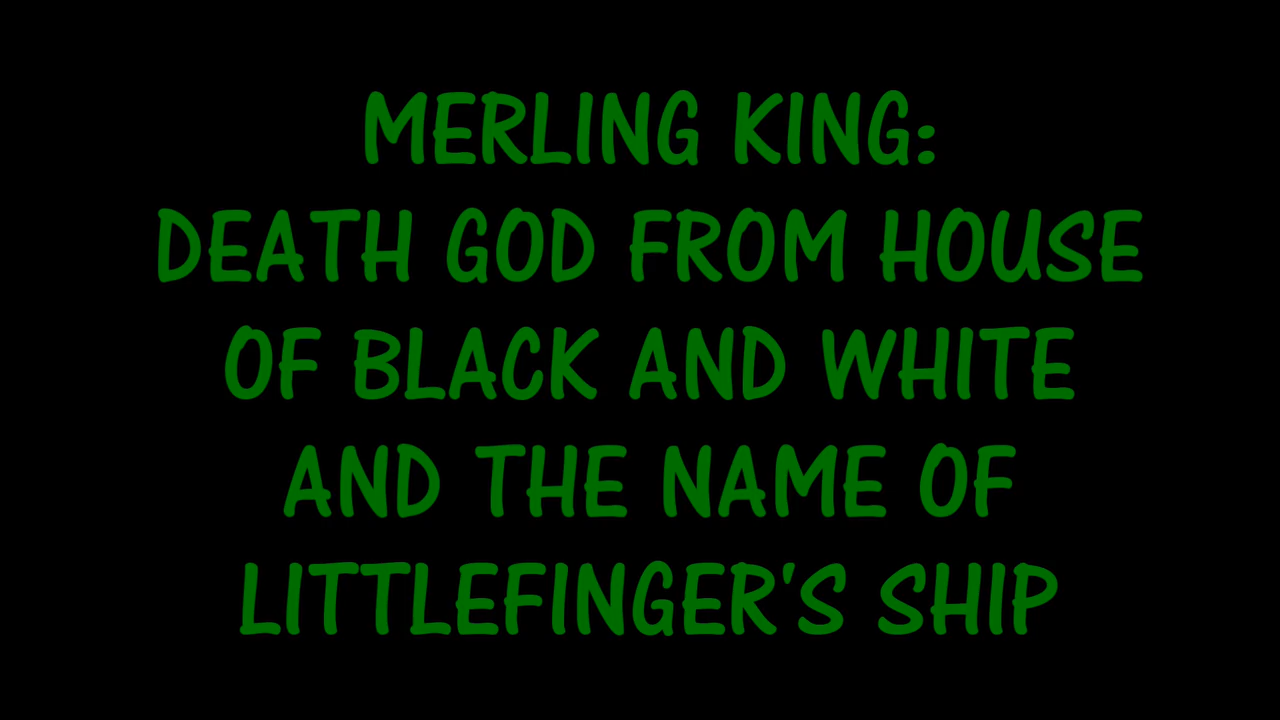 MERLING KING:
DEATH GOD FROM HOUSE
OF BLACK AND WHITE
AND THE NAME OF
LITTLEFINGER'S SHIP